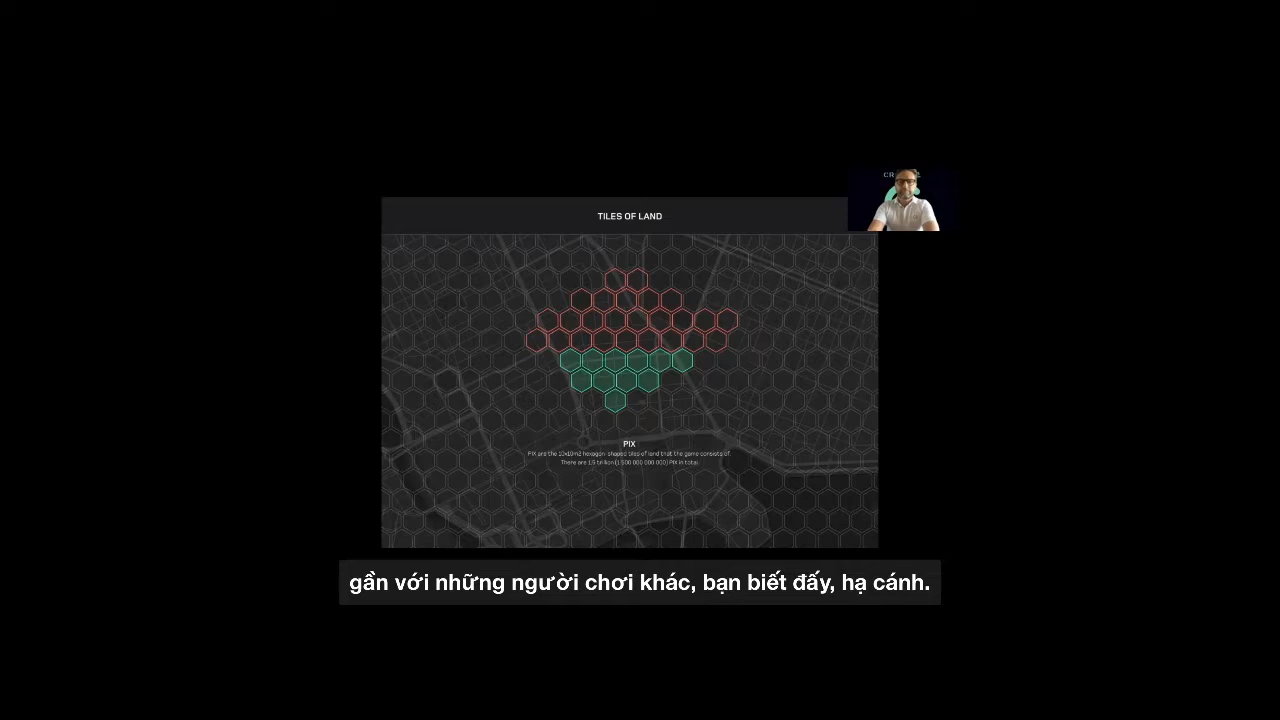 TILES OF LAND
PIX
PIX are the 10x10m2 hexagon-shaped tiles of land that the game consists of.
There are 1.5 trillion (1 500 000 000 000) PIX in total.
gần với những người chơi khác, bạn biết đấy, hạ cánh.